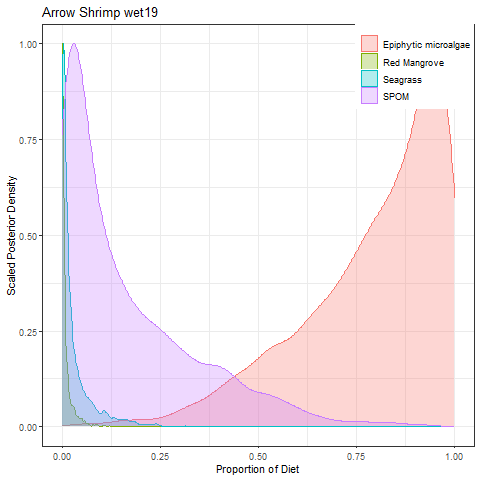 Arrow Shrimp wet19
Epiphytic microalgae
Red Mangrove
Seagrass
SPOM
1.00
0.75
0.50
0.25
0.00
Scaled Posterior Density
0.00 0.25 0.50 0.75 1.00
Proportion of Diet